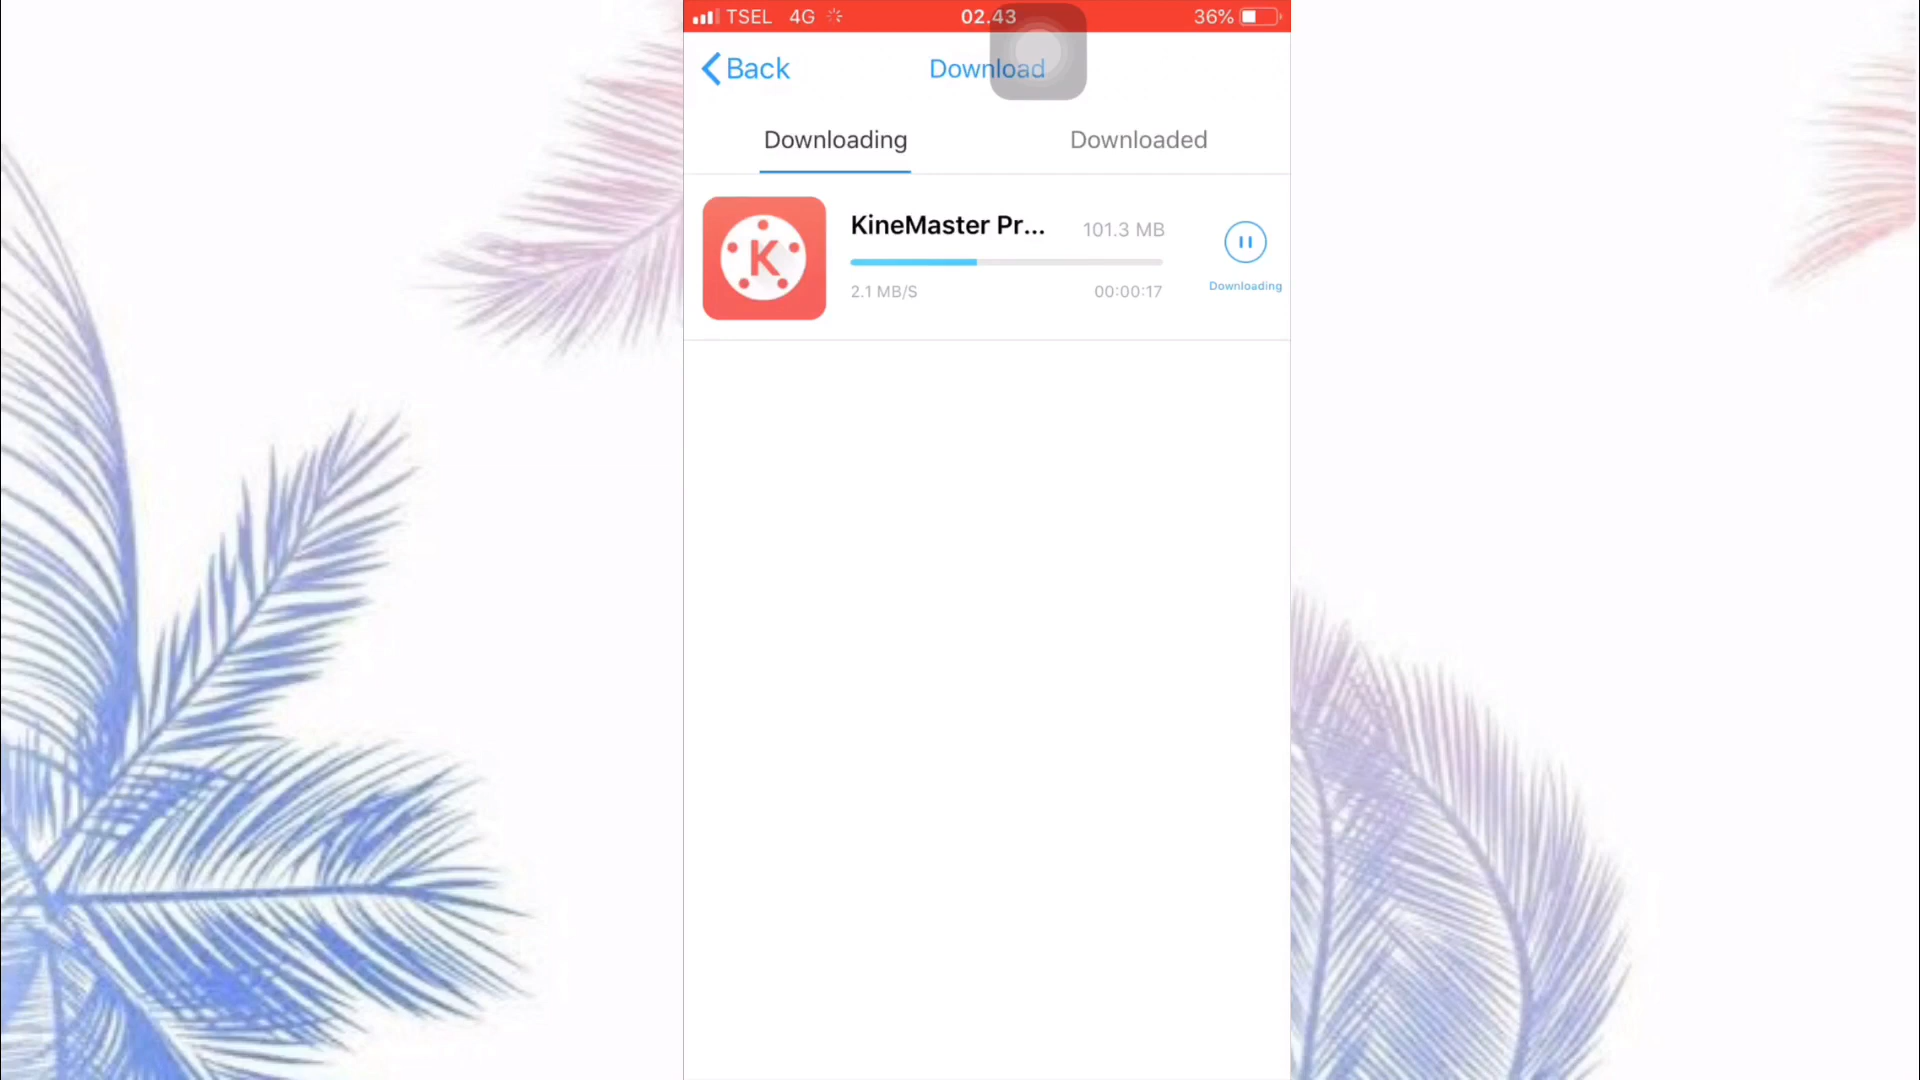 TSEL 4G 02.43 36%
Back Download
Downloading Downloaded
KineMaster Pr... 101.3 MB
2.1 MB/S 00:00:17
Downloading
K